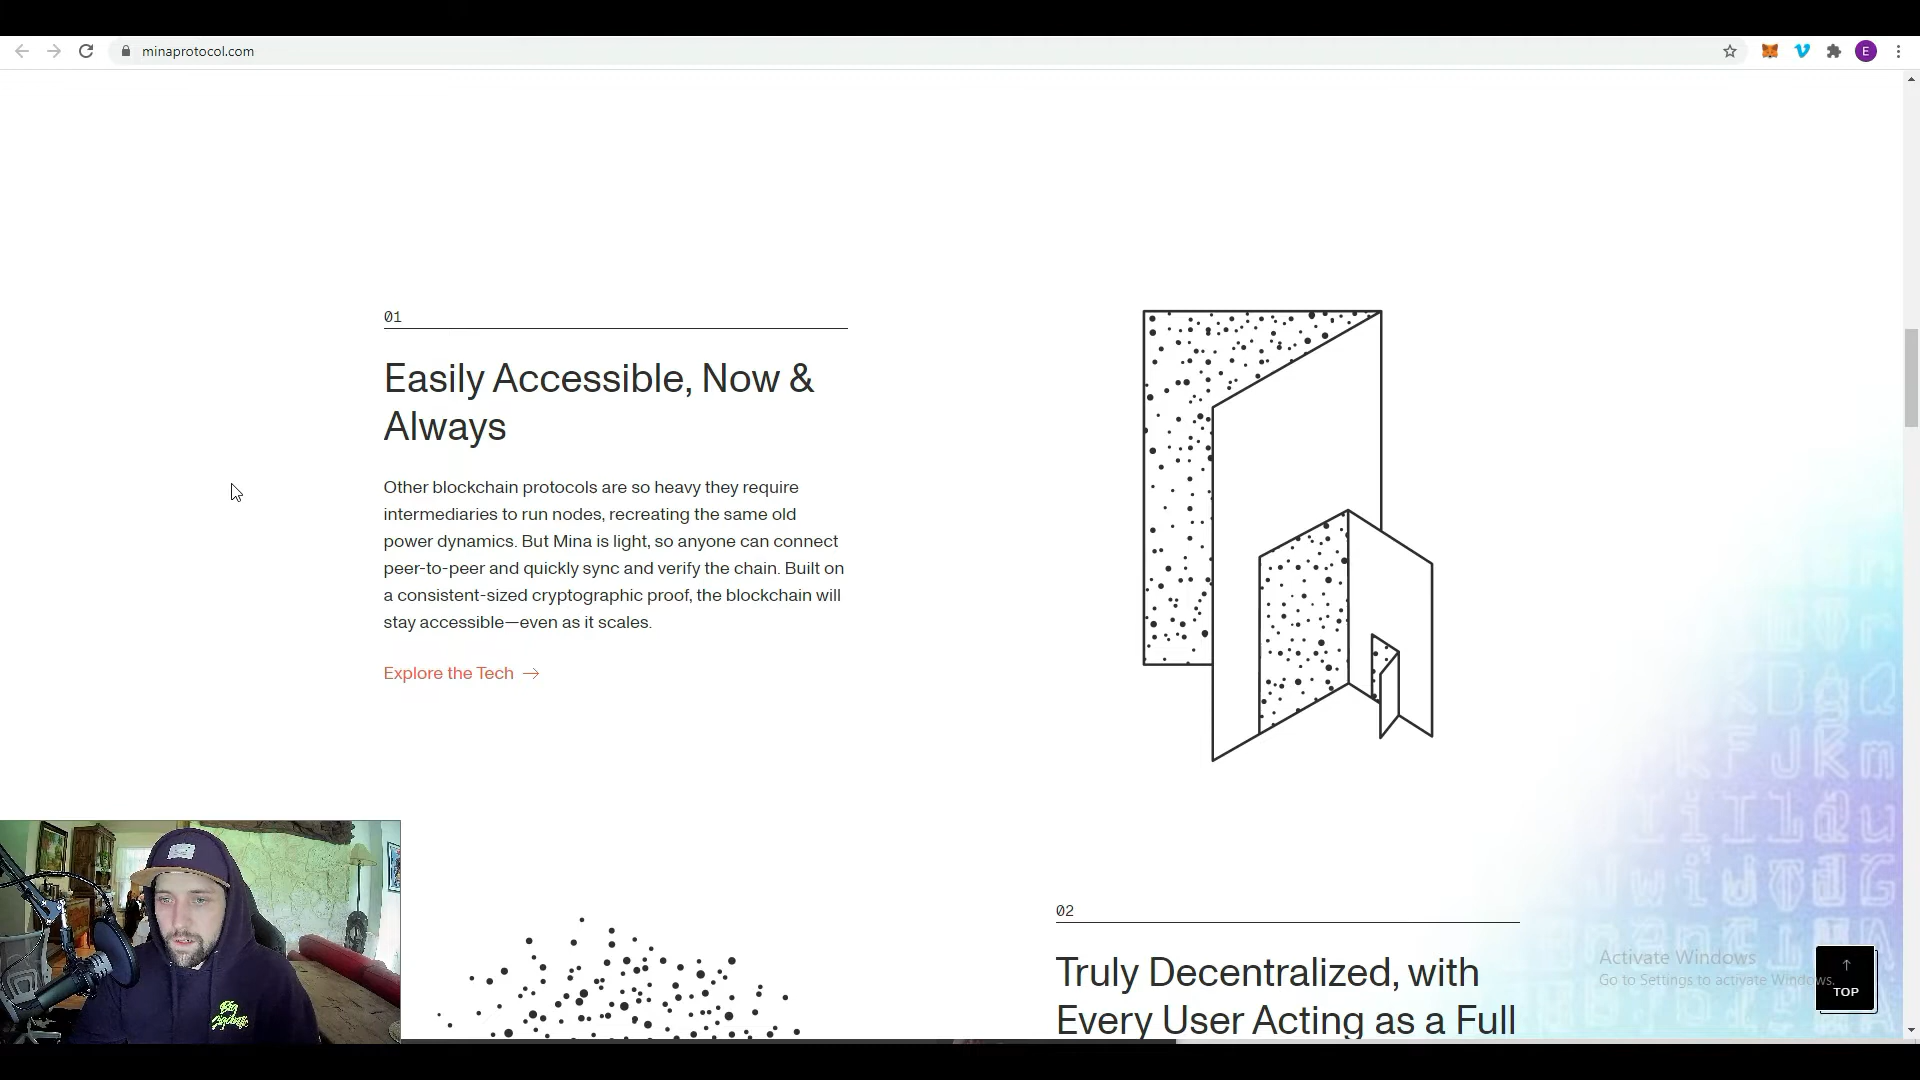 minaprotocol.com
E
01
Easily Accessible, Now &
Always
Other blockchain protocols are so heavy they require
intermediaries to run nodes, recreating the same old
power dynamics. But Mina is light, so anyone can connect
peer-to-peer and quickly sync and verify the chain. Built on
a consistent-sized cryptographic proof, the blockchain will
stay accessible—even as it scales.
Explore the Tech →
02
Truly Decentralized, with
Every User Acting as a Full
Activate Windows
Go to Settings to activate Windows.
↑
TOP